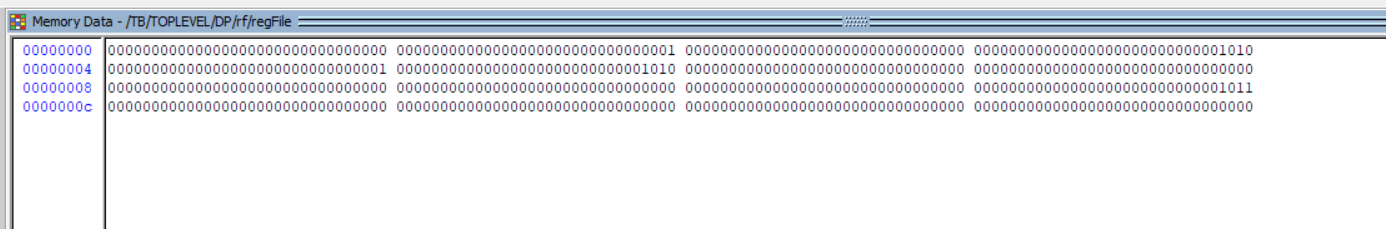 Memory Data - /TB/TOPLEVEL/DP/rf/regFile
00000000 00000000000000000000000000000000 00000000000000000000000000000001 00000000000000000000000000000000 00000000000000000000000000001010
00000004 00000000000000000000000000000001 00000000000000000000000000001010 00000000000000000000000000000000 00000000000000000000000000000000
00000008 00000000000000000000000000000000 00000000000000000000000000000000 00000000000000000000000000000000 00000000000000000000000000001011
0000000c 00000000000000000000000000000000 00000000000000000000000000000000 00000000000000000000000000000000 00000000000000000000000000000000